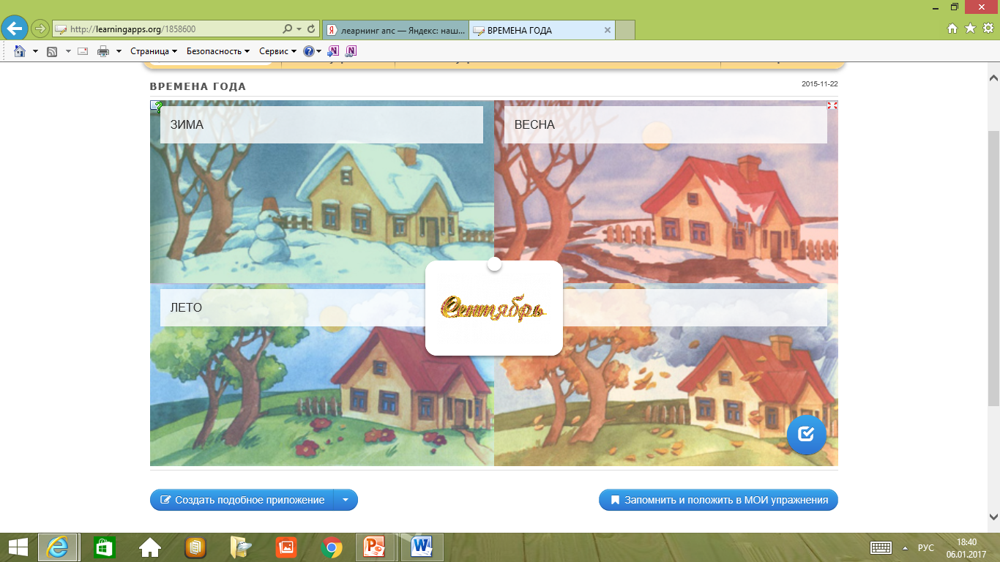 http://learningapps.org/1858600
леарнинг апс — Яндекс: наш...
ВРЕМЕНА ГОДА
Страница
Безопасность
Сервис
ВРЕМЕНА ГОДА
2015-11-22
ЗИМА
ВЕСНА
ЛЕТО
Сентябрь
Создать подобное приложение
Запомнить и положить в МОИ упражнения
РУС
18:40
06.01.2017